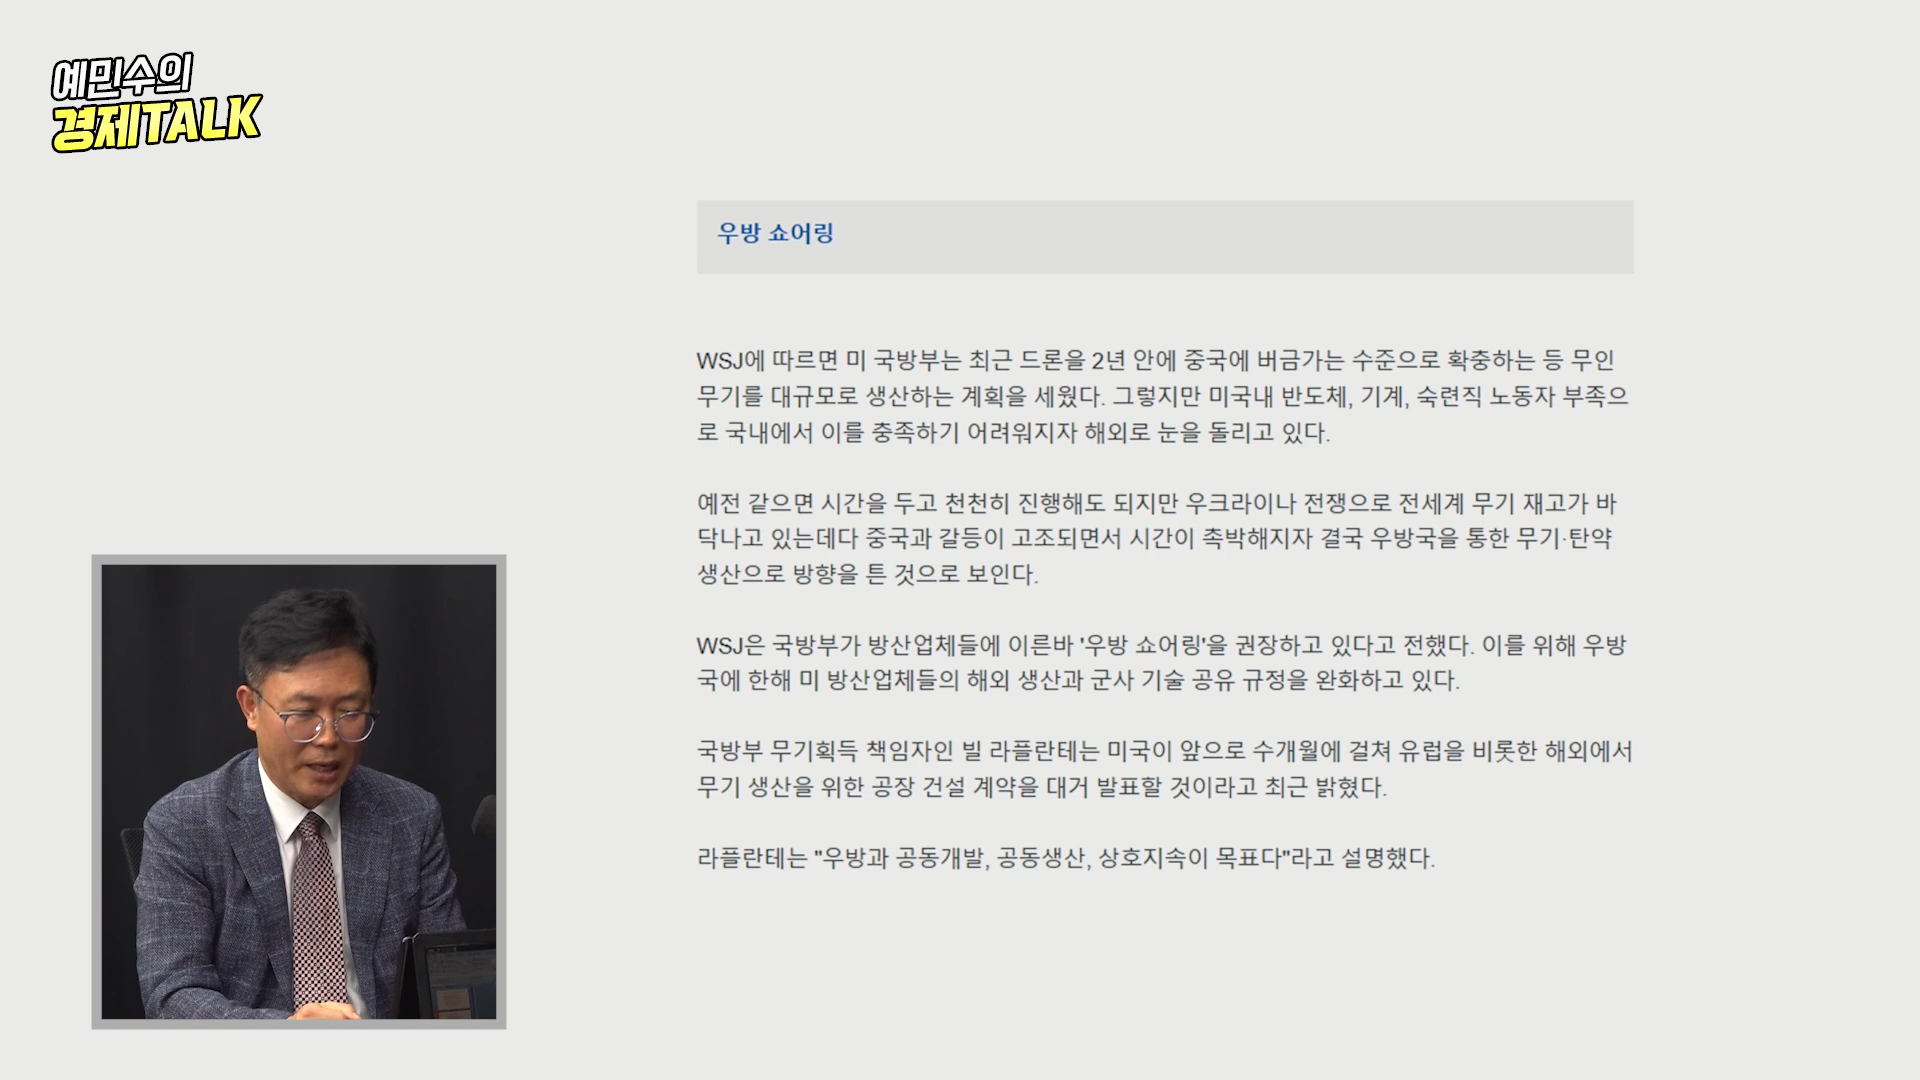 예민수의
경제TALK
우방 쇼어링
WSJ에 따르면 미 국방부는 최근 드론을 2년 안에 중국에 버금가는 수준으로 확충하는 등 무인
무기를 대규모로 생산하는 계획을 세웠다. 그렇지만 미국내 반도체, 기계, 숙련직 노동자 부족으
로 국내에서 이를 충족하기 어려워지자 해외로 눈을 돌리고 있다.
예전 같으면 시간을 두고 천천히 진행해도 되지만 우크라이나 전쟁으로 전세계 무기 재고가 바
닥나고 있는데다 중국과 갈등이 고조되면서 시간이 촉박해지자 결국 우방국을 통한 무기·탄약
생산으로 방향을 튼 것으로 보인다.
WSJ은 국방부가 방산업체들에 이른바 '우방 쇼어링'을 권장하고 있다고 전했다. 이를 위해 우방
국에 한해 미 방산업체들의 해외 생산과 군사 기술 공유 규정을 완화하고 있다.
국방부 무기획득 책임자인 빌 라플란테는 미국이 앞으로 수개월에 걸쳐 유럽을 비롯한 해외에서
무기 생산을 위한 공장 건설 계약을 대거 발표할 것이라고 최근 밝혔다.
라플란테는 "우방과 공동개발, 공동생산, 상호지속이 목표다"라고 설명했다.